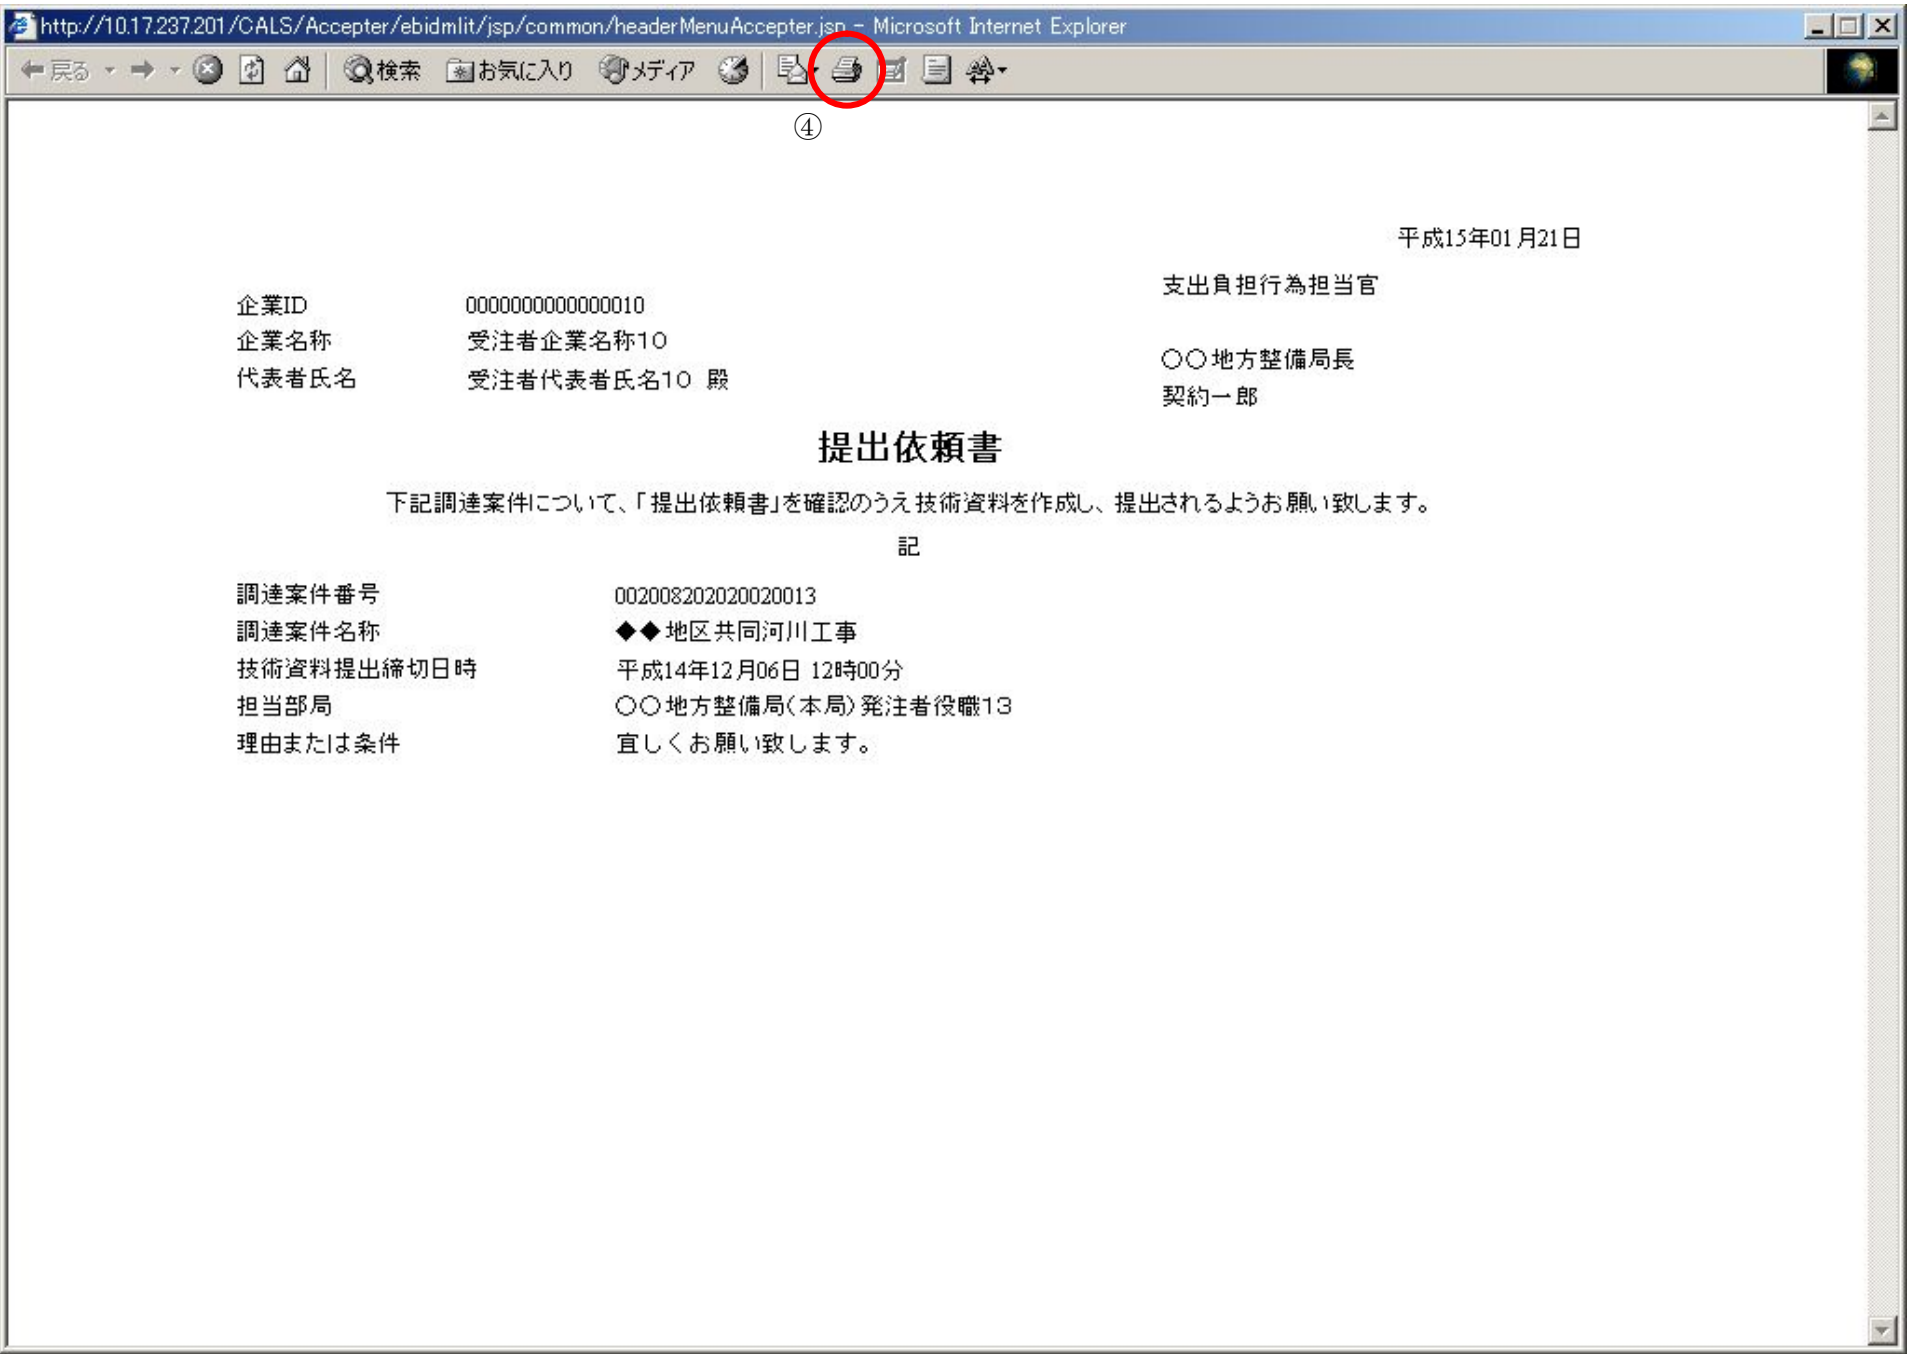 http://10.17.237.201/CALS/Accepter/ebidmlit/jsp/common/headerMenuAccepter.jsp - Microsoft Internet Explorer
戻る 検索 お気に入り メディア
④
平成15年01月21日
支出負担行為担当官
企業ID 0000000000000010
企業名称 受注者企業名称10
〇〇地方整備局長
代表者氏名 受注者代表者氏名10 殿
契約一郎
提出依頼書
下記調達案件について、「提出依頼書」を確認のうえ技術資料を作成し、提出されるようお願い致します。
記
調達案件番号 002008202020020013
調達案件名称 ◆◆地区共同河川工事
技術資料提出締切日時 平成14年12月06日 12時00分
担当部局 〇〇地方整備局(本局)発注者役職13
理由または条件 宜しくお願い致します。